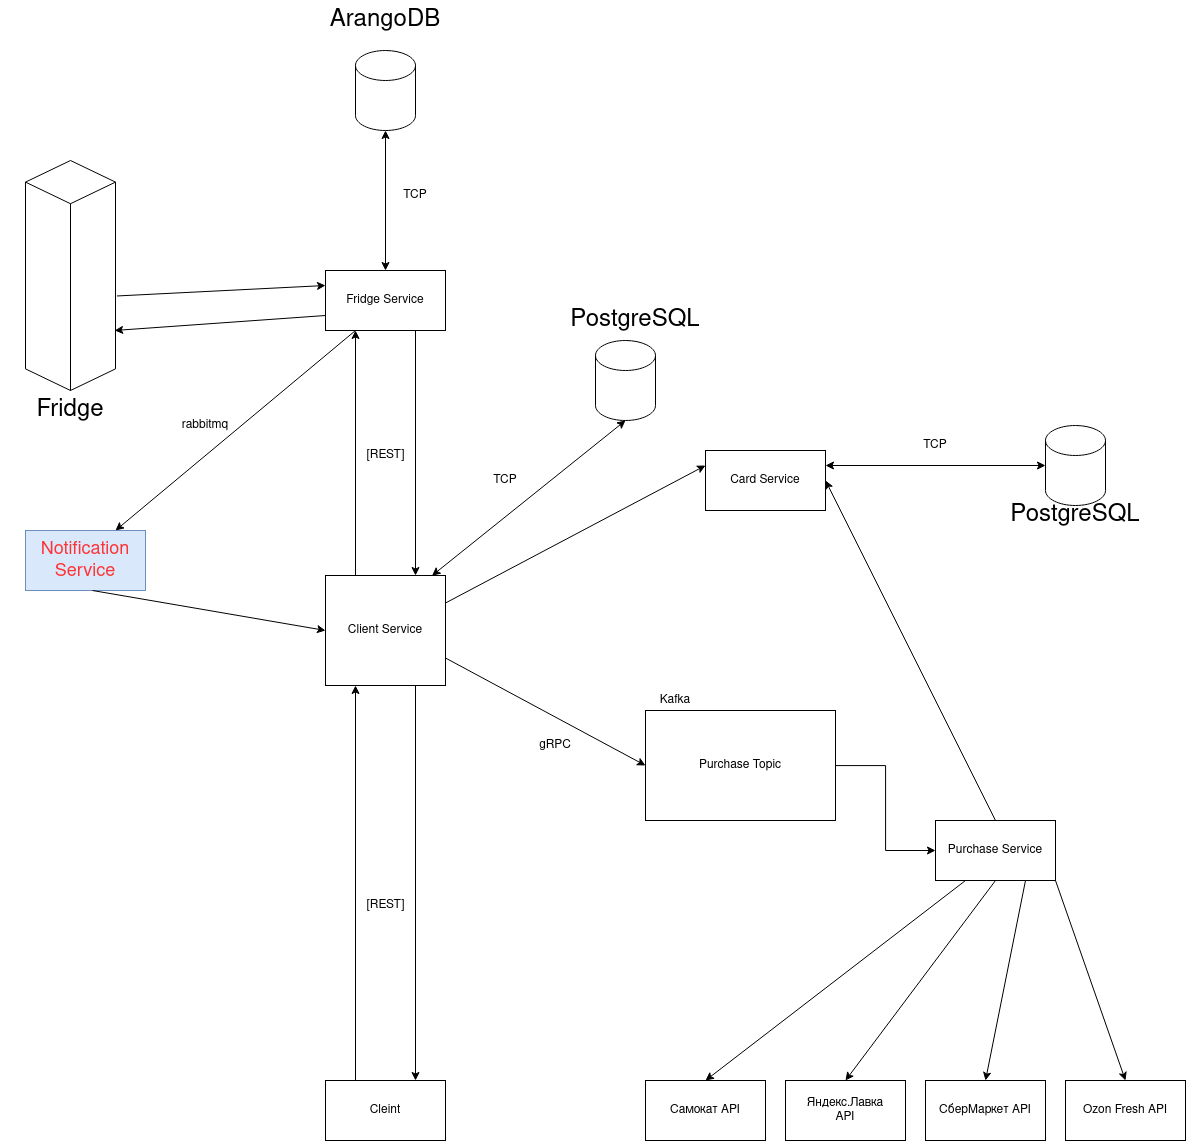 ArangoDB
TCP
Fridge Service
Fridge
PostgreSQL
rabbitmq
[REST]
TCP
Card Service
TCP
PostgreSQL
Notification
Service
Client Service
Kafka
gRPC
Purchase Topic
Purchase Service
[REST]
Cleint
Самокат API
Яндекс.Лавка
API
СберМаркет API
Ozon Fresh API